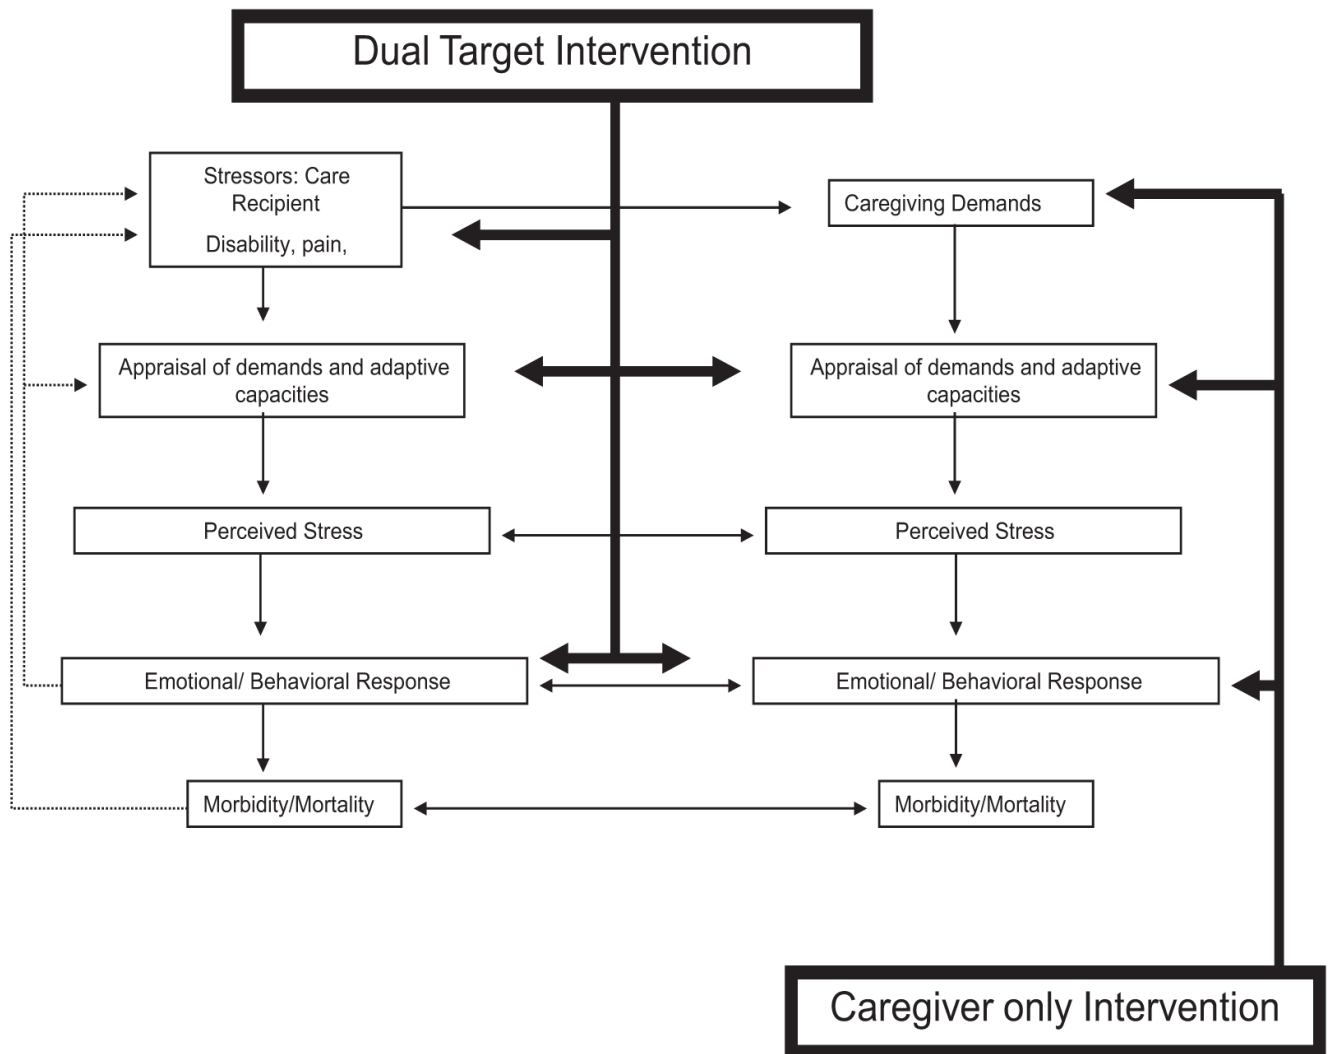 Dual Target Intervention
Stressors: Care
Recipient
Disability, pain,
Caregiving Demands
Appraisal of demands and adaptive
capacities
Appraisal of demands and adaptive
capacities
Perceived Stress
Perceived Stress
Emotional/ Behavioral Response
Emotional/ Behavioral Response
Morbidity/Mortality
Morbidity/Mortality
Caregiver only Intervention